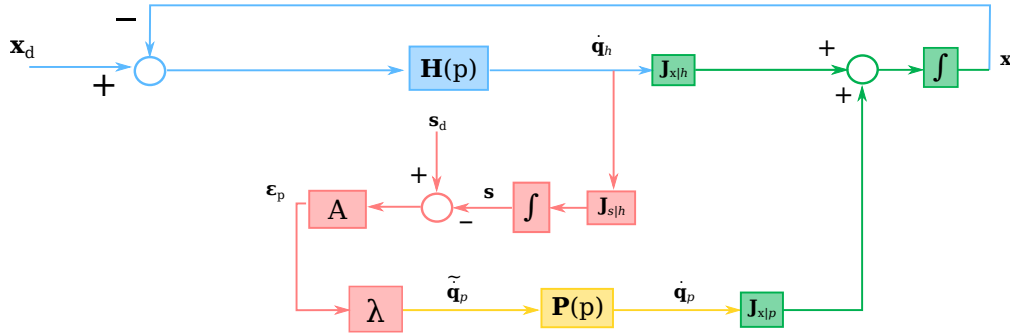 −
x_d
+
H(p)
q̇_h
J_x|h
+
+
∫
x
s_d
+
−
s
∫
J_s|h
ε_p
A
λ
q̇̃_p
P(p)
q̇_p
J_x|p